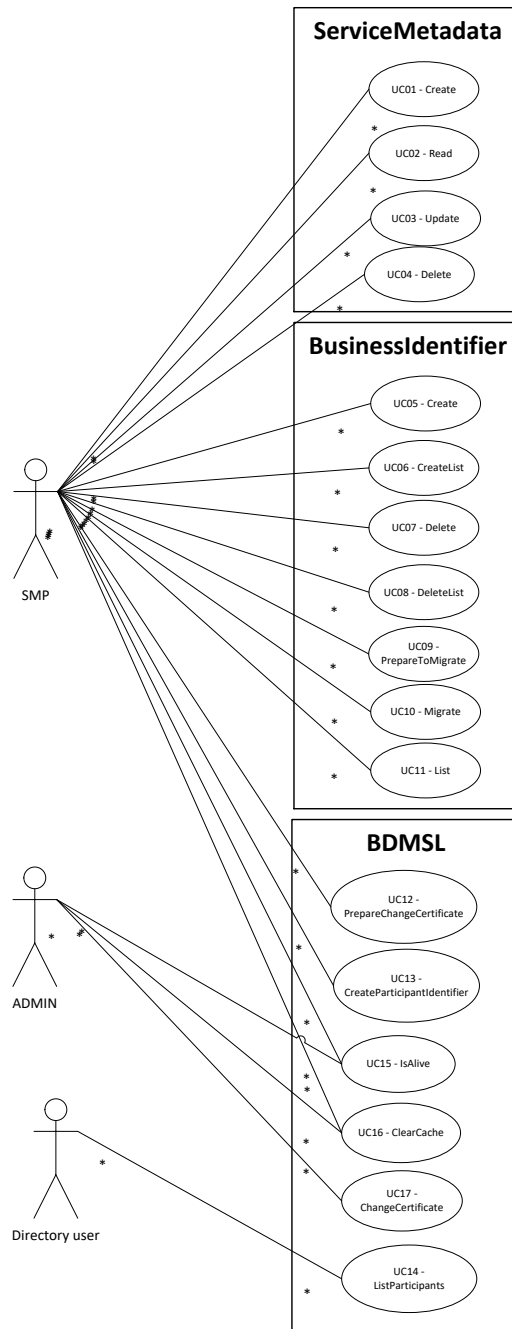 ServiceMetadata
UC01 - Create
*
UC02 - Read
*
UC03 - Update
*
UC04 - Delete
*
BusinessIdentifier
UC05 - Create
*
UC06 - CreateList
*
UC07 - Delete
*
UC08 - DeleteList
*
UC09 -
PrepareToMigrate
*
UC10 - Migrate
*
UC11 - List
*
SMP
BDMSL
UC12 -
PrepareChangeCertificate
*
UC13 -
CreateParticipantIdentifier
*
*
UC15 - IsAlive
*
*
UC16 - ClearCache
*
*
UC17 -
ChangeCertificate
UC14 -
ListParticipants
*
ADMIN
*
Directory user
*